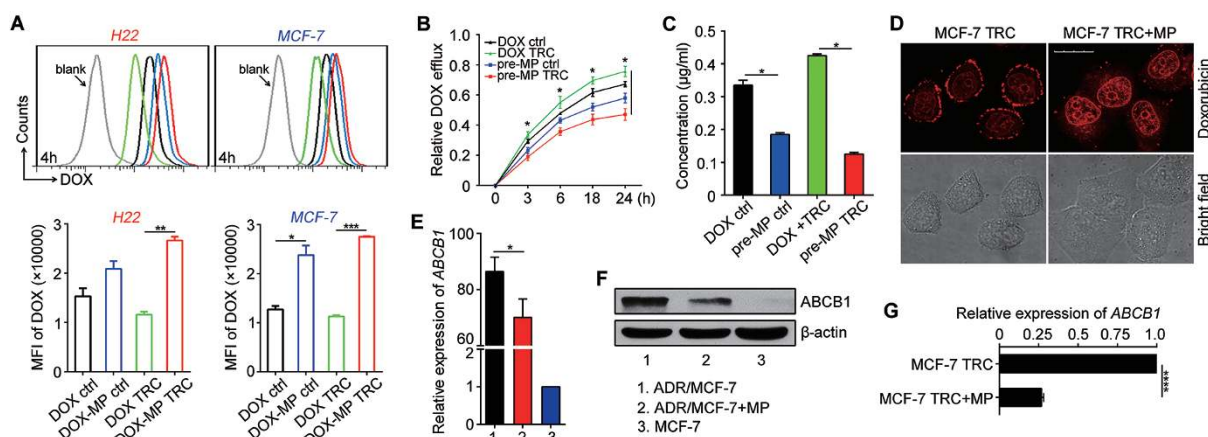 A
H22
MCF-7
blank
blank
Counts
4h
4h
DOX
H22
MCF-7
MFI of DOX (×10000)
3
2
1
0
**
DOX ctrl
DOX-MP ctrl
DOX TRC
DOX-MP TRC
MFI of DOX (×10000)
3
2
1
0
*
***
DOX ctrl
DOX-MP ctrl
DOX TRC
DOX-MP TRC
B
DOX ctrl
DOX TRC
pre-MP ctrl
pre-MP TRC
Relative DOX efflux
1.0
0.8
0.6
0.4
0.2
0
* * * * *
0 3 6 18 24 (h)
C
Concentration (µg/ml)
0.5
0.4
0.3
0.2
0.1
0
*
*
DOX ctrl
pre-MP ctrl
DOX +TRC
pre-MP TRC
D
MCF-7 TRC
MCF-7 TRC+MP
Doxorubicin
Bright field
E
Relative expression of ABCB1
100
80
60
2
1
0
*
1 2 3
F
ABCB1
β-actin
1 2 3
1. ADR/MCF-7
2. ADR/MCF-7+MP
3. MCF-7
G
Relative expression of ABCB1
0 0.25 0.5 1.0
MCF-7 TRC
MCF-7 TRC+MP
****